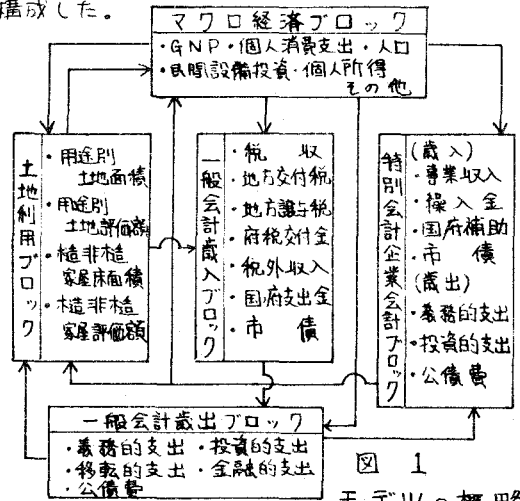 構成した。
マクロ経済ブロック
・GNP・個人消費支出・人口
・民間設備投資・個人所得
その他
土地利用ブロック
・用途別
土地面積
・用途別
土地評価額
・木造非木造
家屋床面積
・木造非木造
家屋評価額
一般会計歳入ブロック
・税　収
・地方交付税
・地方譲与税
・府税交付金
・税外収入
・国府支出金
・市　債
特別会計企業会計ブロック
(歳入)
・事業収入
・繰入金
・国府補助
・市　債
(歳出)
・義務的支出
・投資的支出
・公債費
一般会計歳出ブロック
・義務的支出・投資的支出
・移転的支出・金融的支出
・公債費
図 1
モデルの概略